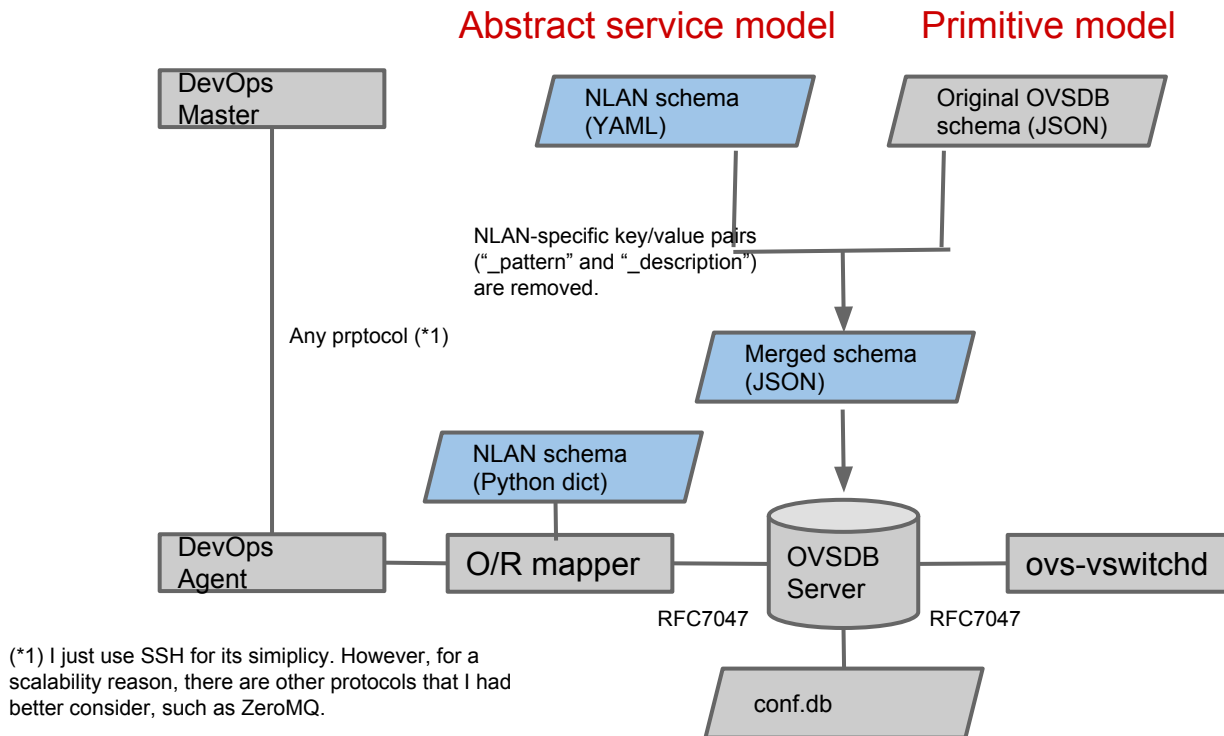 Abstract service model
Primitive model
DevOps
Master
NLAN schema
(YAML)
Original OVSDB
schema (JSON)
NLAN-specific key/value pairs
(“_pattern” and “_description”)
are removed.
Any prptocol (*1)
Merged schema
(JSON)
NLAN schema
(Python dict)
DevOps
Agent
O/R mapper
OVSDB
Server
ovs-vswitchd
RFC7047
RFC7047
(*1) I just use SSH for its simiplicy. However, for a
scalability reason, there are other protocols that I had
better consider, such as ZeroMQ.
conf.db